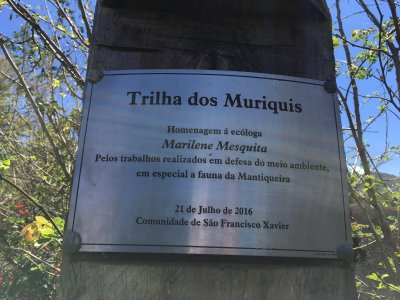 Trilha dos Muriquis
Homenagem á ecóloga
Marilene Mesquita
Pelos trabalhos realizados em defesa do meio ambiente,
em especial a fauna da Mantiqueira
21 de Julho de 2016
Comunidade de São Francisco Xavier